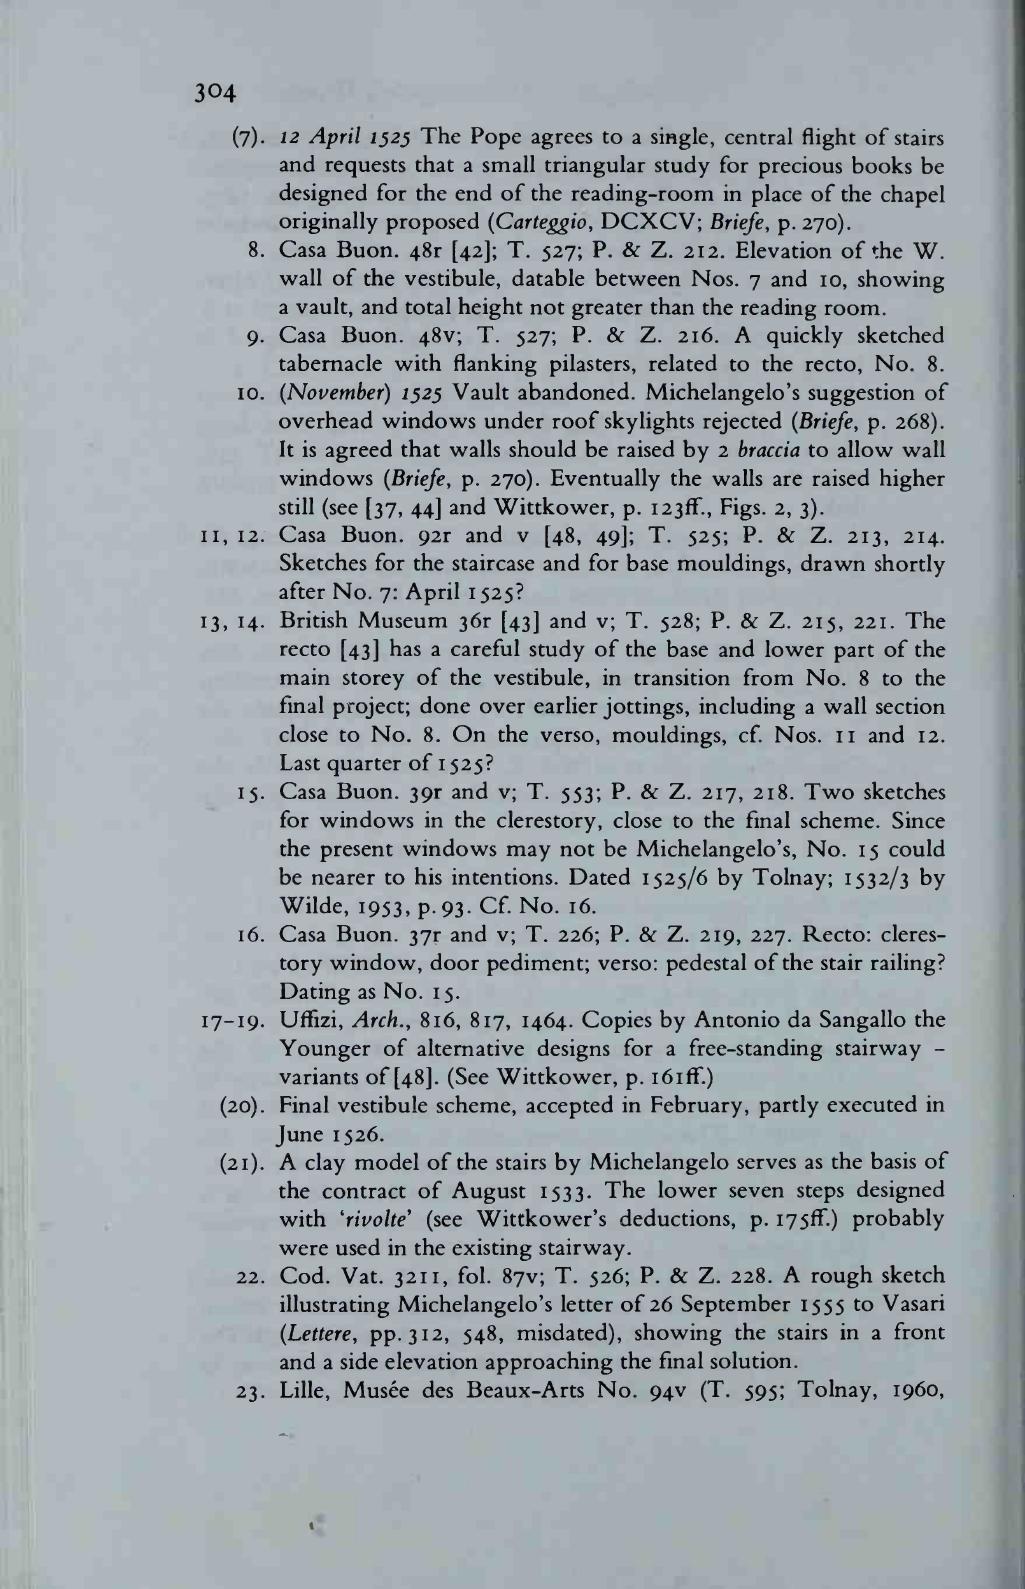 304
(7). 12 April 1525 The Pope agrees to a single, central flight of stairs
and requests that a small triangular study for precious books be
designed for the end of the reading-room in place of the chapel
originally proposed (Carteggio, DCXCV; Briefe, p. 270).
8. Casa Buon. 48r [42]; T. 527; P. & Z. 212. Elevation of the W.
wall of the vestibule, datable between Nos. 7 and 10, showing
a vault, and total height not greater than the reading room.
9. Casa Buon. 48v; T. 527; P. & Z. 216. A quickly sketched
tabernacle with flanking pilasters, related to the recto, No. 8.
10. (November) 1525 Vault abandoned. Michelangelo's suggestion of
overhead windows under roof skylights rejected (Briefe, p. 268).
It is agreed that walls should be raised by 2 braccia to allow wall
windows (Briefe, p. 270). Eventually the walls are raised higher
still (see [37, 44] and Wittkower, p. 123ff., Figs. 2, 3).
11, 12. Casa Buon. 92r and v [48, 49]; T. 525; P. & Z. 213, 214.
Sketches for the staircase and for base mouldings, drawn shortly
after No. 7: April 1525?
13, 14. British Museum 36r [43] and v; T. 528; P. & Z. 215, 221. The
recto [43] has a careful study of the base and lower part of the
main storey of the vestibule, in transition from No. 8 to the
final project; done over earlier jottings, including a wall section
close to No. 8. On the verso, mouldings, cf. Nos. 11 and 12.
Last quarter of 1525?
15. Casa Buon. 39r and v; T. 553; P. & Z. 217, 218. Two sketches
for windows in the clerestory, close to the final scheme. Since
the present windows may not be Michelangelo's, No. 15 could
be nearer to his intentions. Dated 1525/6 by Tolnay; 1532/3 by
Wilde, 1953, p. 93. Cf. No. 16.
16. Casa Buon. 37r and v; T. 226; P. & Z. 219, 227. Recto: cleres-
tory window, door pediment; verso: pedestal of the stair railing?
Dating as No. 15.
17-19. Uffizi, Arch., 816, 817, 1464. Copies by Antonio da Sangallo the
Younger of alternative designs for a free-standing stairway –
variants of [48]. (See Wittkower, p. 161ff.)
(20). Final vestibule scheme, accepted in February, partly executed in
June 1526.
(21). A clay model of the stairs by Michelangelo serves as the basis of
the contract of August 1533. The lower seven steps designed
with 'rivolte' (see Wittkower's deductions, p. 175ff.) probably
were used in the existing stairway.
22. Cod. Vat. 3211, fol. 87v; T. 526; P. & Z. 228. A rough sketch
illustrating Michelangelo's letter of 26 September 1555 to Vasari
(Lettere, pp. 312, 548, misdated), showing the stairs in a front
and a side elevation approaching the final solution.
23. Lille, Musée des Beaux-Arts No. 94v (T. 595; Tolnay, 1960,